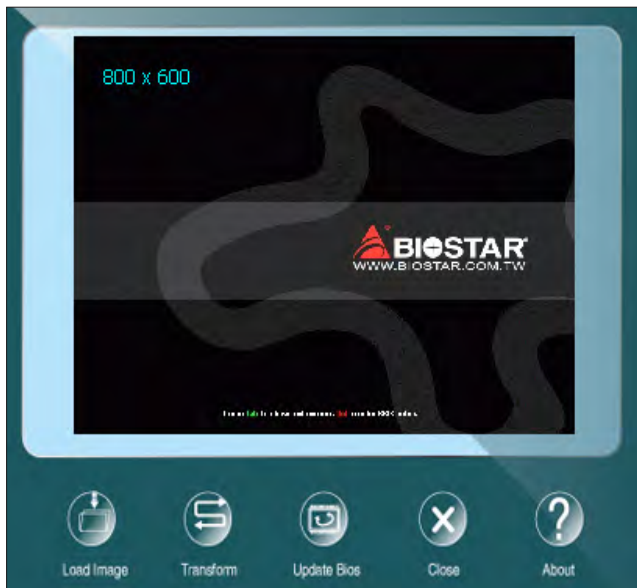 800 x 600
BIOSTAR
WWW.BIOSTAR.COM.TW
Load Image
Transform
Update Bios
Close
About